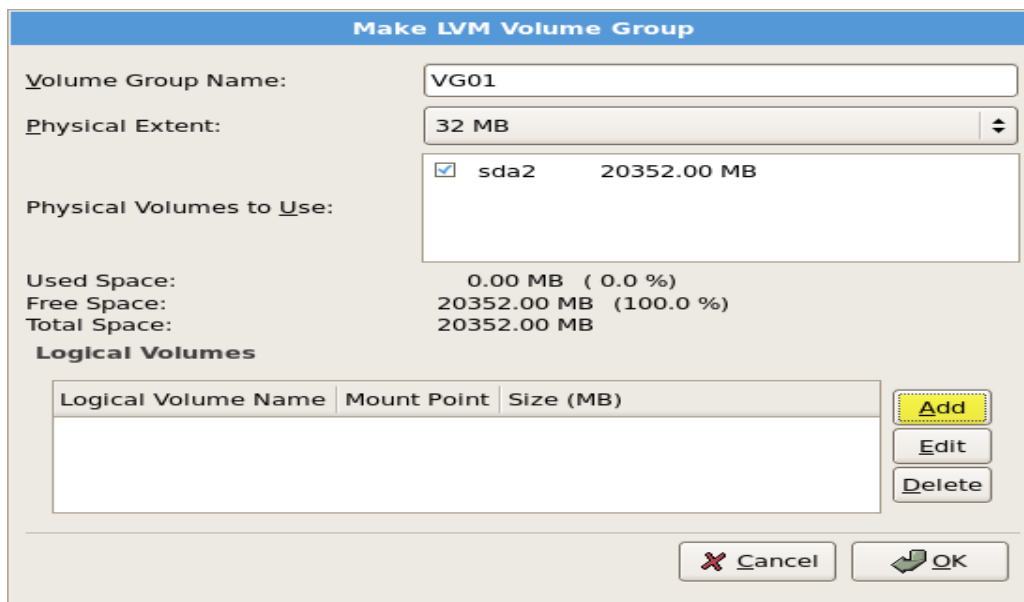 Make LVM Volume Group
Volume Group Name: VG01
Physical Extent: 32 MB
Physical Volumes to Use: sda2 20352.00 MB
Used Space: 0.00 MB ( 0.0 %)
Free Space: 20352.00 MB (100.0 %)
Total Space: 20352.00 MB
Logical Volumes
Logical Volume Name Mount Point Size (MB)
Add
Edit
Delete
Cancel OK